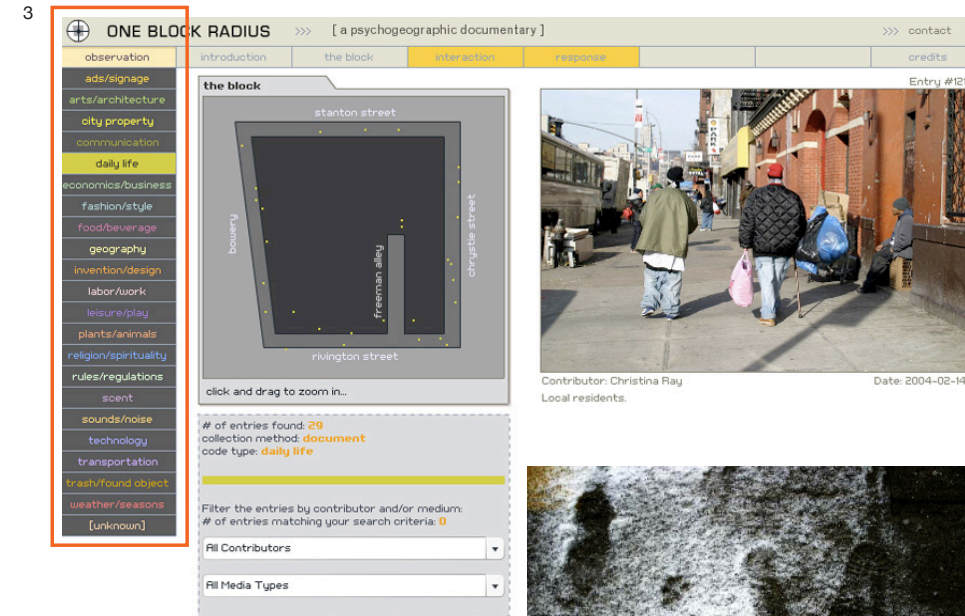 3
ONE BLOCK RADIUS >>> [ a psychogeographic documentary ] >>> contact
observation introduction the block interaction response credits
ads/signage
arts/architecture
city property
communication
daily life
economics/business
fashion/style
food/beverage
geography
invention/design
labor/work
leisure/play
plants/animals
religion/spirituality
rules/regulations
scent
sounds/noise
technology
transportation
trash/found object
weather/seasons
[unknown]
the block
stanton street
bowery
freeman alley
chrystie street
rivington street
click and drag to zoom in...
# of entries found: 29
collection method: document
code type: daily life
Filter the entries by contributor and/or medium:
# of entries matching your search criteria: 0
All Contributors
All Media Types
Entry #121
Contributor: Christina Ray Date: 2004-02-14
Local residents.